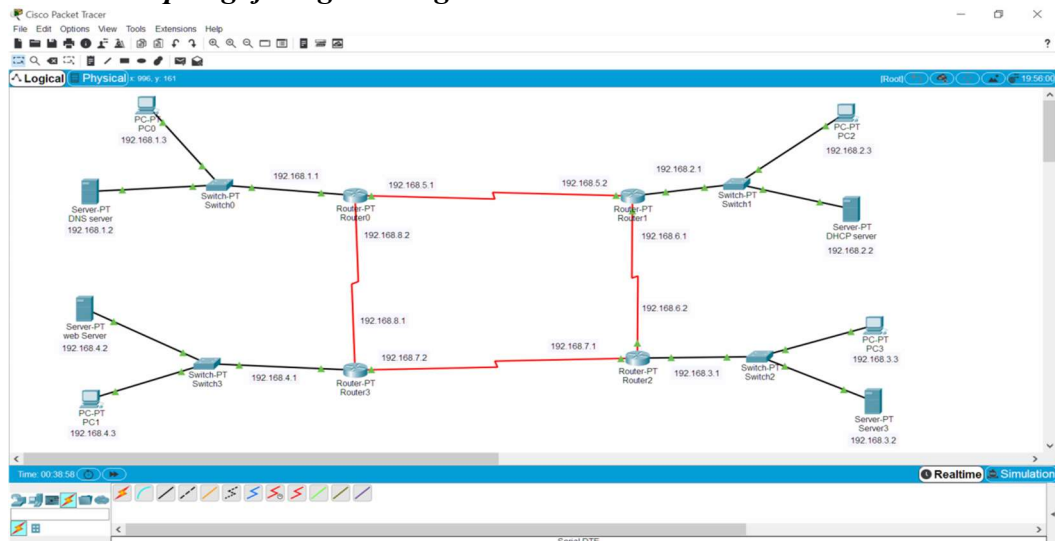 Cisco Packet Tracer
File Edit Options View Tools Extensions Help
?
Logical Physical x: 996, y: 161 [Root] 19:56:00
PC-PT
PC0
192.168.1.3
Server-PT
DNS server
192.168.1.2
Switch-PT
Switch0
192.168.1.1
Router-PT
Router0
192.168.5.1
192.168.8.2
192.168.5.2
Router-PT
Router1
192.168.2.1
192.168.6.1
Switch-PT
Switch1
PC-PT
PC2
192.168.2.3
Server-PT
DHCP server
192.168.2.2
Server-PT
web Server
192.168.4.2
PC-PT
PC1
192.168.4.3
Switch-PT
Switch3
192.168.4.1
192.168.8.1
192.168.7.2
Router-PT
Router3
192.168.6.2
192.168.7.1
Router-PT
Router2
192.168.3.1
Switch-PT
Switch2
PC-PT
PC3
192.168.3.3
Server-PT
Server3
192.168.3.2
Time: 00:38:58
Realtime Simulation